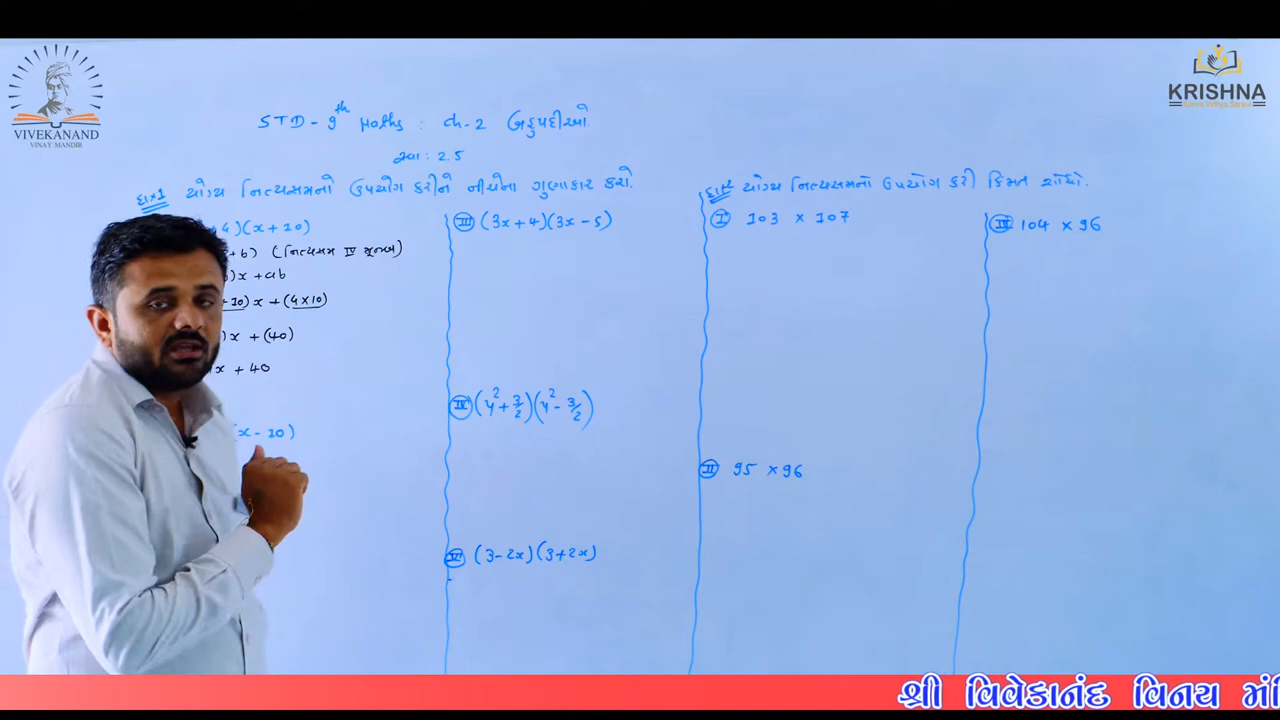 VIVEKANAND
VINAY MANDIR
KRISHNA
STD - 9th Maths : ch-2 બહુપદીઓ
સ્વા : 2.5
દા×1 યોગ્ય નિત્યસમનો ઉપયોગ કરીને નીચેના ગુણાકાર કરો.
4)(x + 10)
+ b) (નિત્યસમ IV મુજબ)
)x + ab
10)x + (4 × 10)
)x + (40)
x + 40
(x - 10)
III (3x + 4)(3x - 5)
IV (y² + 3/2)(y² - 3/2)
V (3 - 2x)(3 + 2x)
દા×2 યોગ્ય નિત્યસમનો ઉપયોગ કરી કિંમત શોધો.
I 103 × 107
II 95 × 96
III 104 × 96
શ્રી વિવેકાનંદ વિનય મંદિ